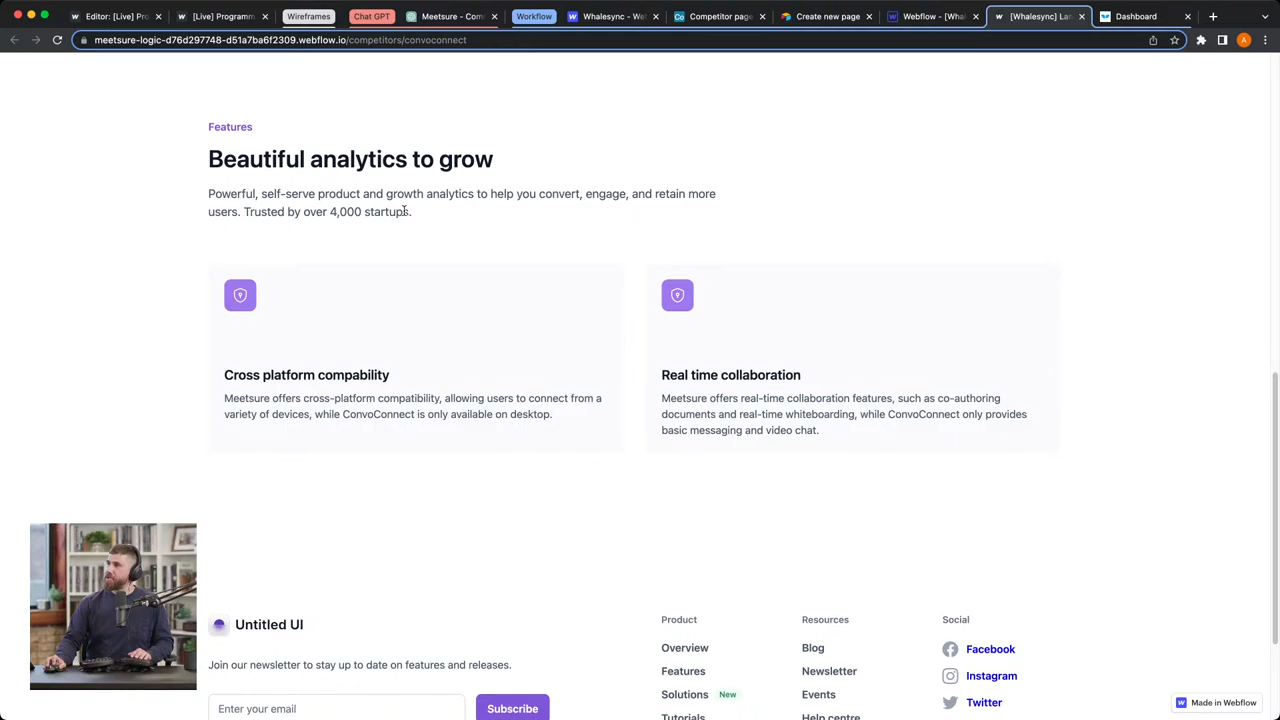 Editor: [Live] Pro
[Live] Programm
Wireframes
Chat GPT
Meetsure - Com
Workflow
Whalesync - We
Competitor page
Create new page
Webflow - [Wha
[Whalesync] Lan
Dashboard
meetsure-logic-d76d297748-d51a7ba6f2309.webflow.io/competitors/convoconnect
A
Features
Beautiful analytics to grow
Powerful, self-serve product and growth analytics to help you convert, engage, and retain more
users. Trusted by over 4,000 startups.
Cross platform compability
Meetsure offers cross-platform compatibility, allowing users to connect from a
variety of devices, while ConvoConnect is only available on desktop.
Real time collaboration
Meetsure offers real-time collaboration features, such as co-authoring
documents and real-time whiteboarding, while ConvoConnect only provides
basic messaging and video chat.
Untitled UI
Join our newsletter to stay up to date on features and releases.
Enter your email
Subscribe
Product
Overview
Features
Solutions New
Tutorials
Resources
Blog
Newsletter
Events
Help centre
Social
Facebook
Instagram
Twitter
Made in Webflow